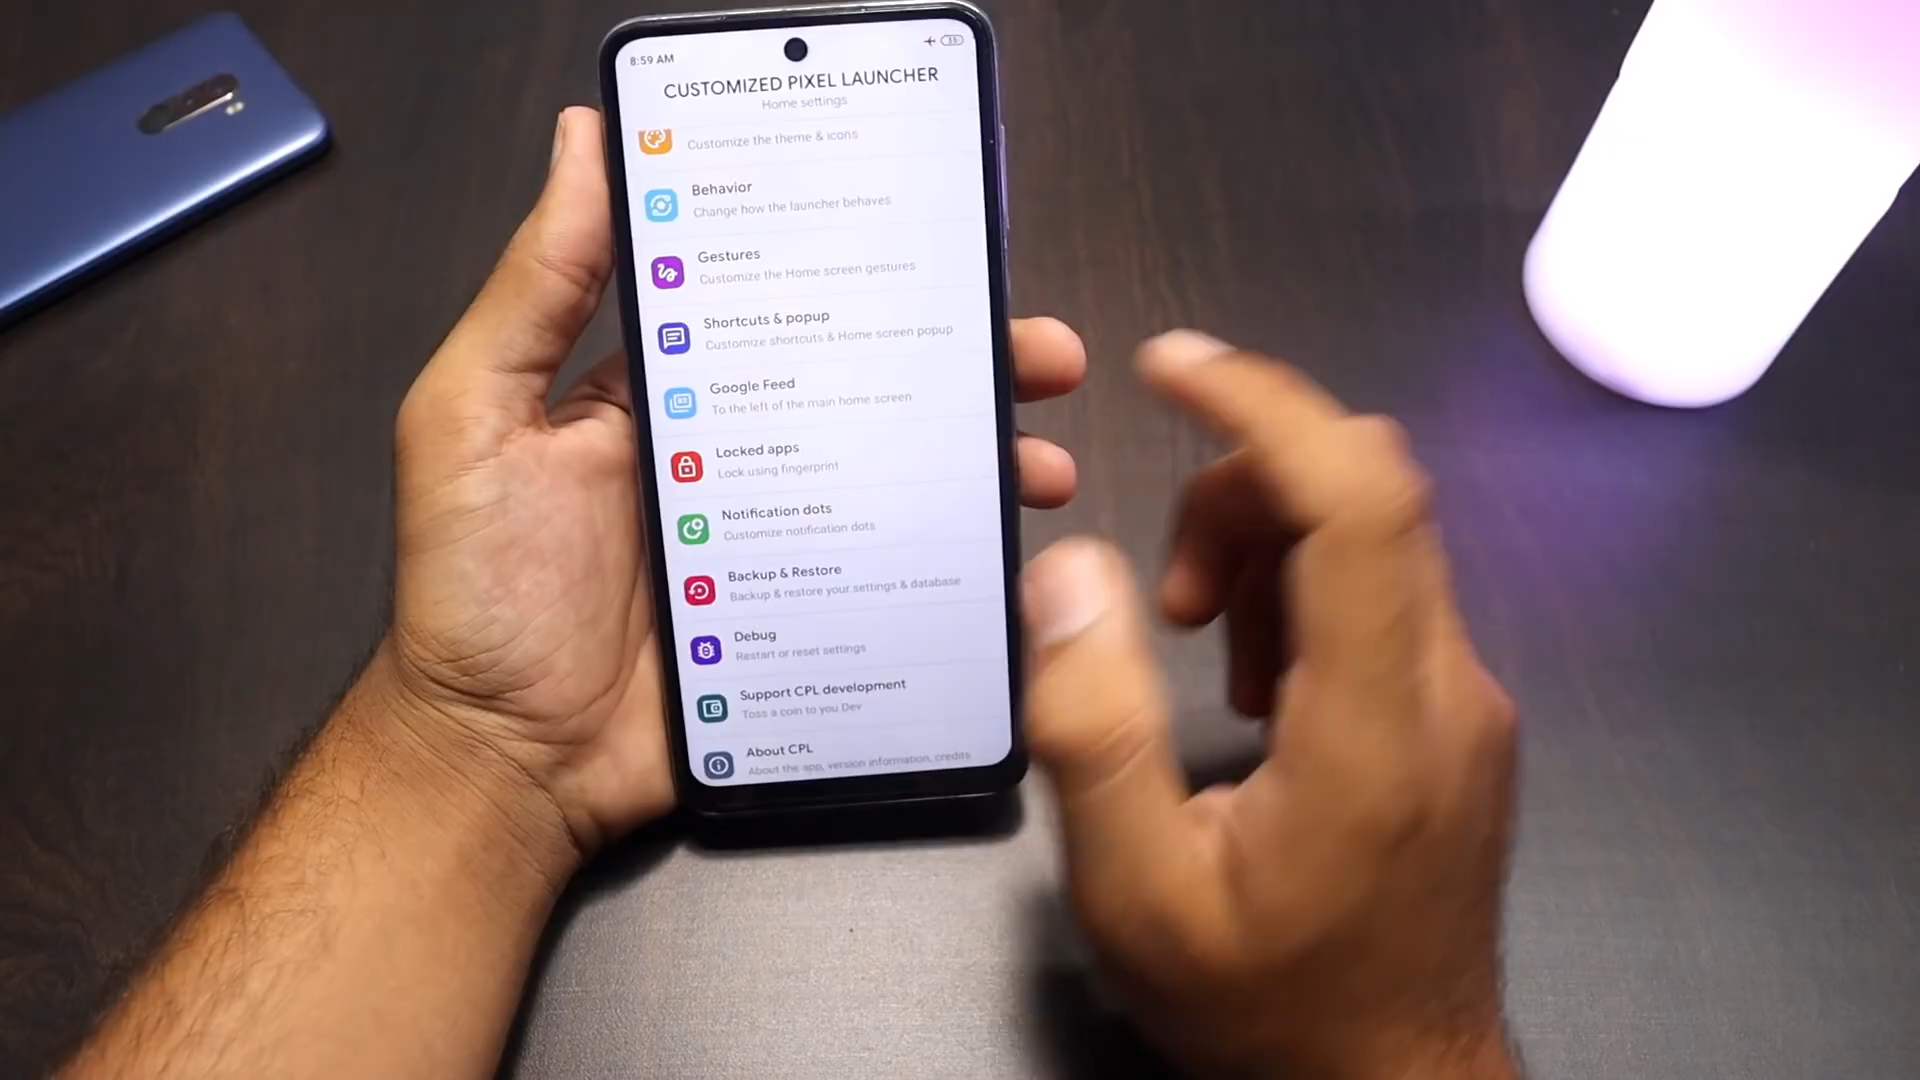 8:59 AM
33
CUSTOMIZED PIXEL LAUNCHER
Home settings
Customize the theme & icons
Behavior
Change how the launcher behaves
Gestures
Customize the Home screen gestures
Shortcuts & popup
Customize shortcuts & Home screen popup
Google Feed
To the left of the main home screen
Locked apps
Lock using fingerprint
Notification dots
Customize notification dots
Backup & Restore
Backup & restore your settings & database
Debug
Restart or reset settings
Support CPL development
Toss a coin to you Dev
About CPL
About the app, version information, credits